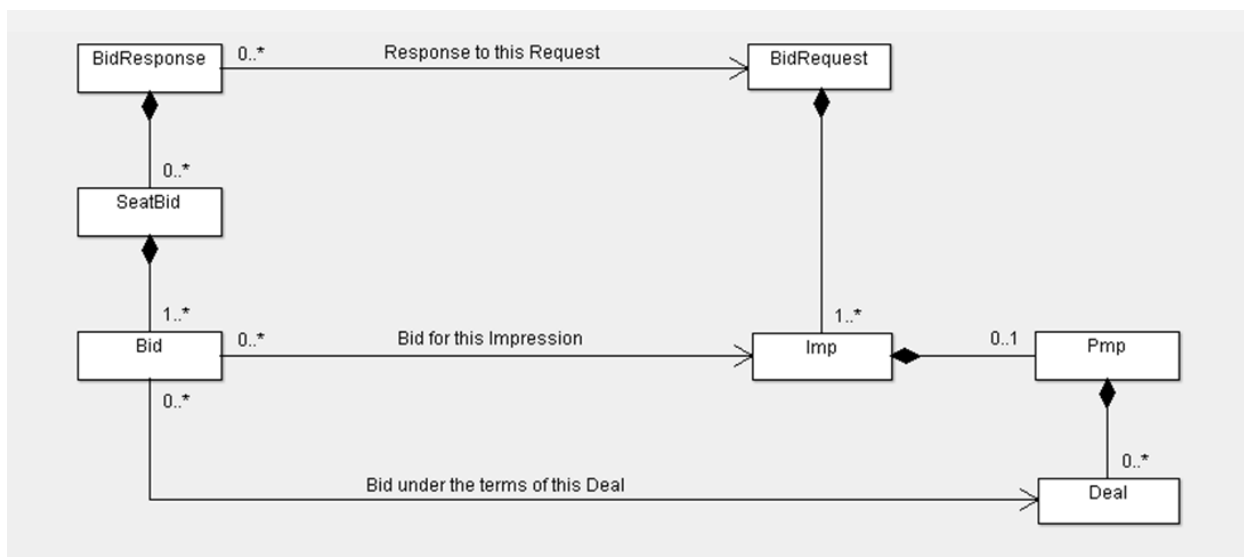 BidResponse
0..*
Response to this Request
BidRequest
0..*
SeatBid
1..*
1..*
Bid
0..*
Bid for this Impression
Imp
0..1
Pmp
0..*
0..*
Bid under the terms of this Deal
Deal